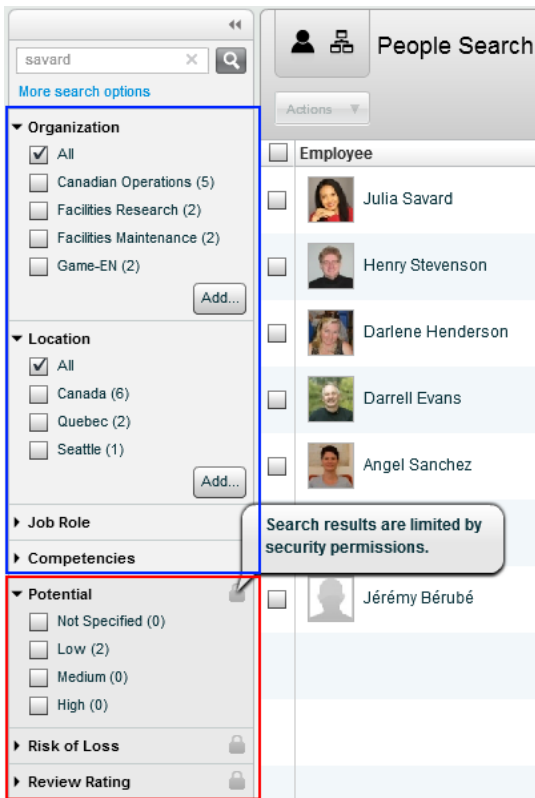 savard
More search options
Organization
All
Canadian Operations (5)
Facilities Research (2)
Facilities Maintenance (2)
Game-EN (2)
Add...
Location
All
Canada (6)
Quebec (2)
Seattle (1)
Add...
Job Role
Competencies
Potential
Not Specified (0)
Low (2)
Medium (0)
High (0)
Risk of Loss
Review Rating
People Search
Actions
Employee
Julia Savard
Henry Stevenson
Darlene Henderson
Darrell Evans
Angel Sanchez
Search results are limited by
security permissions.
Jérémy Bérubé